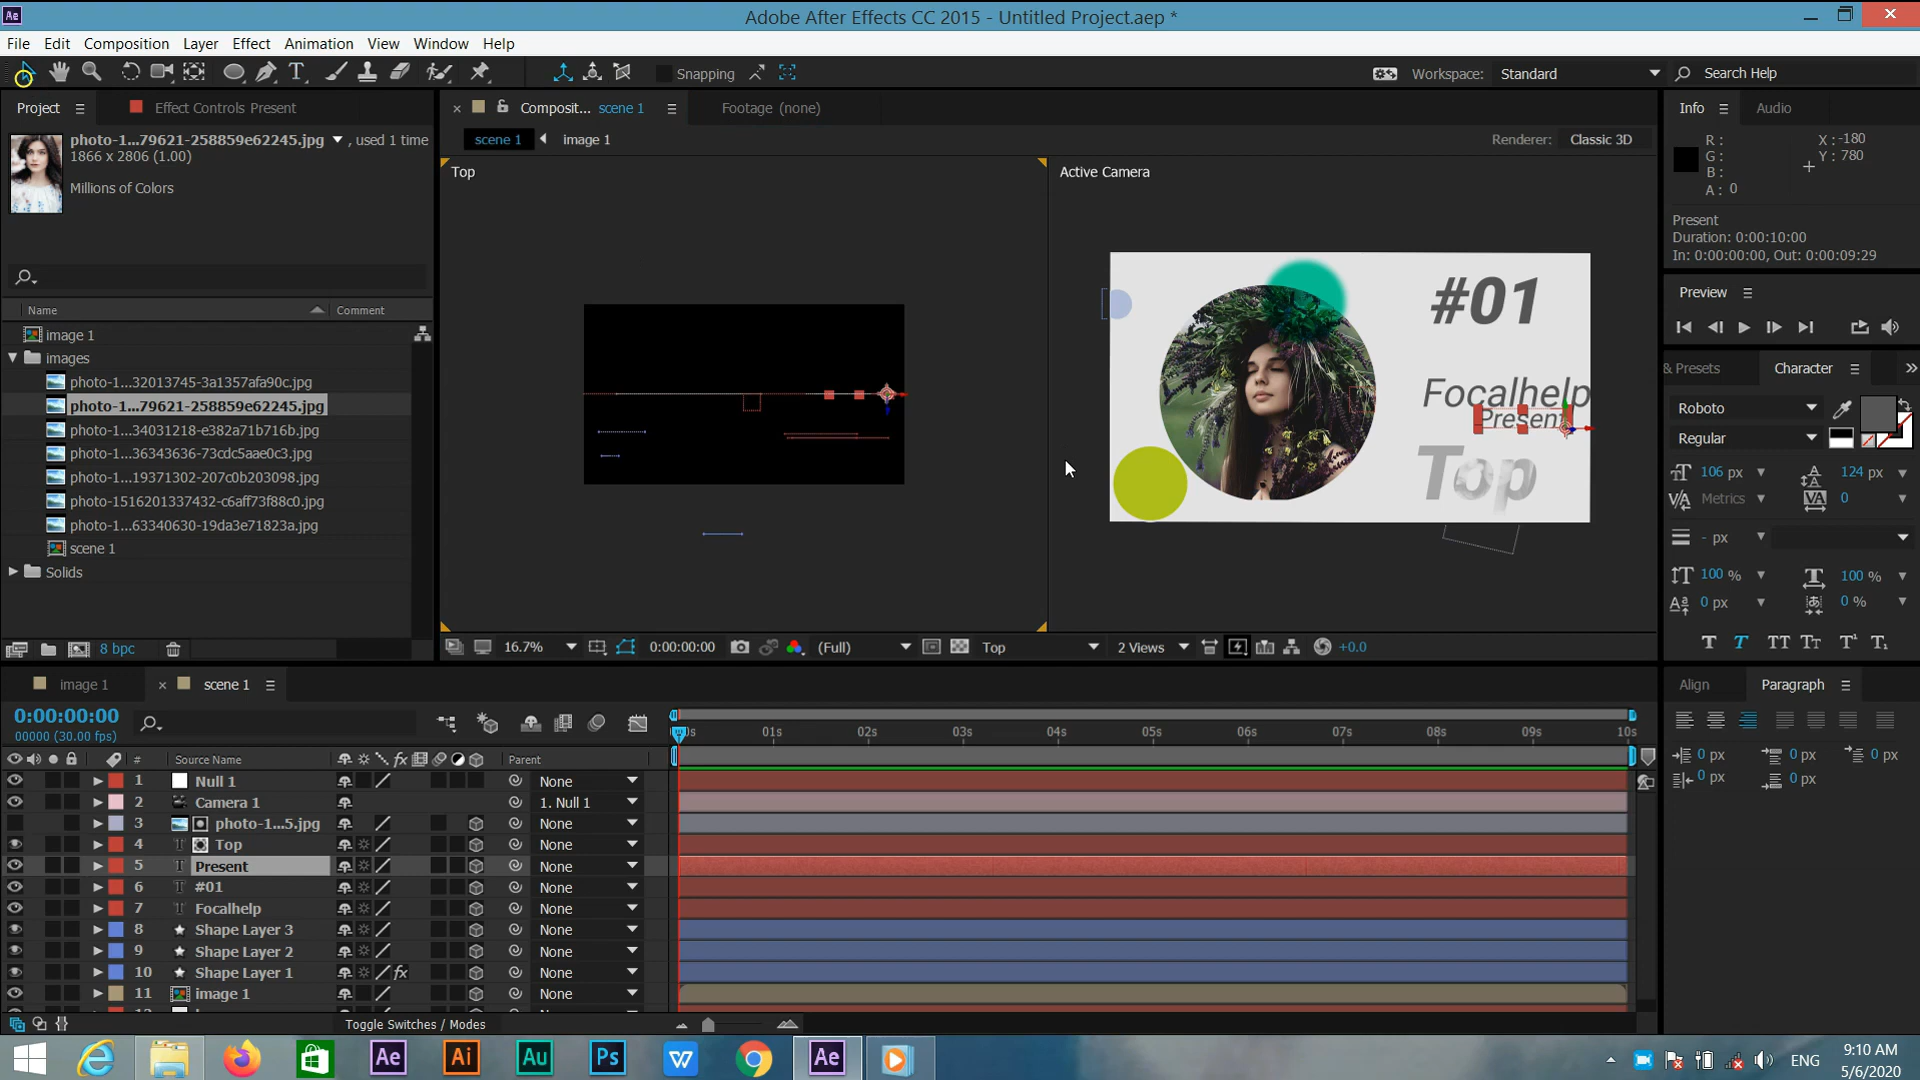 Adobe After Effects CC 2015 - Untitled Project.aep *
File Edit Composition Layer Effect Animation View Window Help
Snapping
Workspace: Standard
Search Help
Project
Effect Controls Present
photo-1...79621-258859e62245.jpg , used 1 time
1866 x 2806 (1.00)
Millions of Colors
Name Comment
image 1
images
photo-1...32013745-3a1357afa90c.jpg
photo-1...79621-258859e62245.jpg
photo-1...34031218-e382a71b716b.jpg
photo-1...36343636-73cdc5aae0c3.jpg
photo-1...19371302-207c0b203098.jpg
photo-1516201337432-c6aff73f88c0.jpg
photo-1...63340630-19da3e71823a.jpg
scene 1
Solids
8 bpc
Composit... scene 1
Footage (none)
scene 1 image 1
Renderer: Classic 3D
Top
Active Camera
#01
Focalhelp
Present
Top
16.7% 0:00:00:00 (Full) Top 2 Views +0.0
Info Audio
R :
G :
B :
A : 0
X : -180
Y : 780
Present
Duration: 0:00:10:00
In: 0:00:00:00, Out: 0:00:09:29
Preview
& Presets Character
Roboto
Regular
106 px 124 px
Metrics 0
- px
100 % 100 %
0 px 0 %
Align Paragraph
0 px 0 px 0 px
0 px 0 px
image 1
scene 1
0:00:00:00
00000 (30.00 fps)
0s 01s 02s 03s 04s 05s 06s 07s 08s 09s 10s
# Source Name Parent
1 Null 1 None
2 Camera 1 1. Null 1
3 photo-1...5.jpg None
4 Top None
5 Present None
6 #01 None
7 Focalhelp None
8 Shape Layer 3 None
9 Shape Layer 2 None
10 Shape Layer 1 None
11 image 1 None
Toggle Switches / Modes
ENG
9:10 AM
5/6/2020